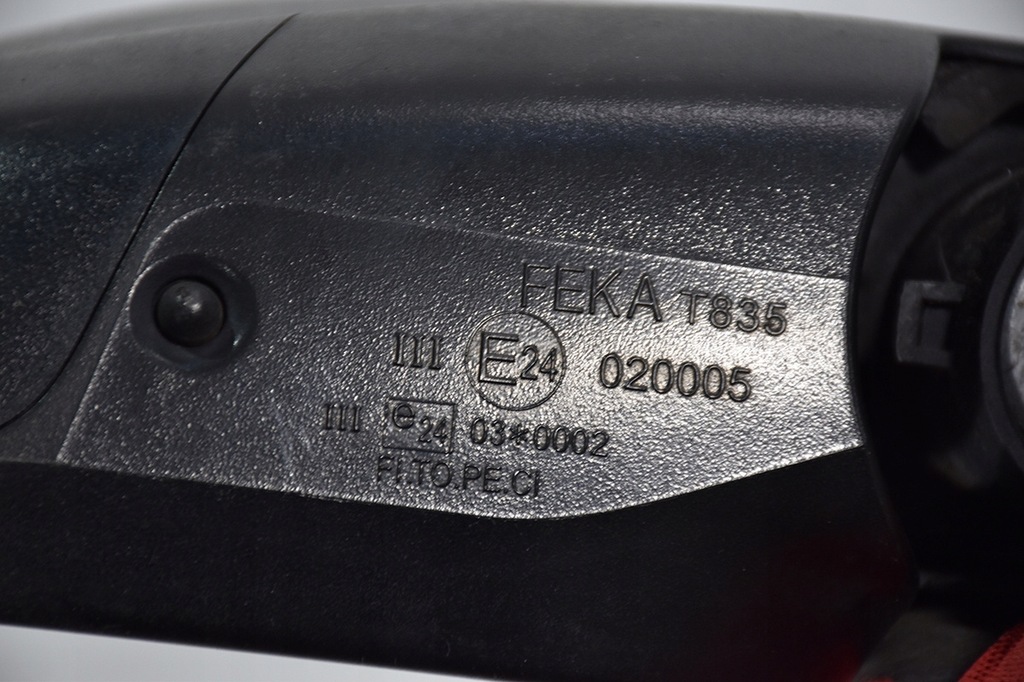 FEKA T835
III E24 020005
III e24 03*0002
FI.TO.PE.CI